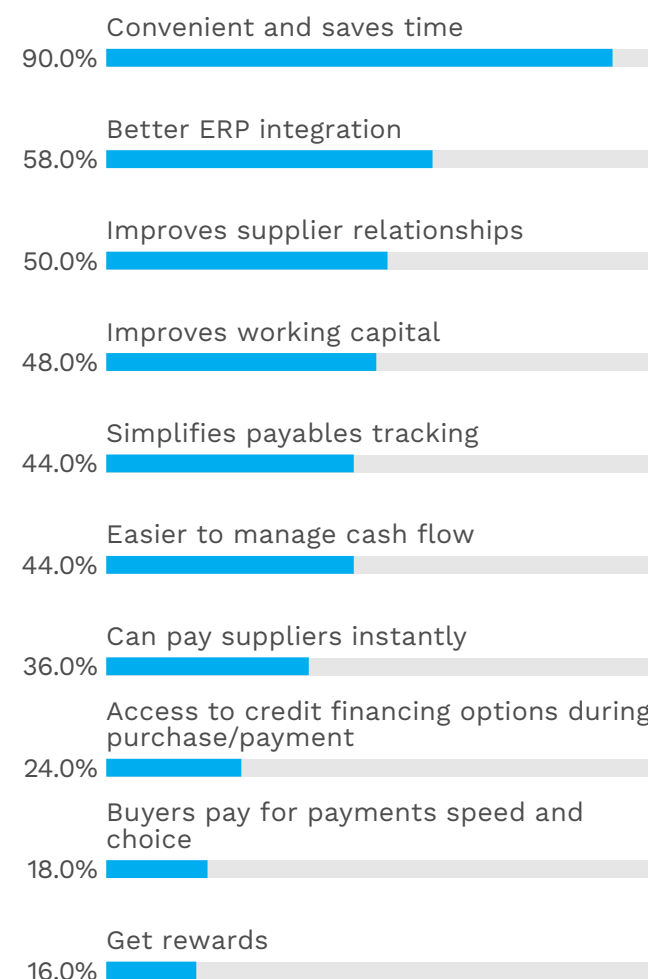 Convenient and saves time
90.0%
Better ERP integration
58.0%
Improves supplier relationships
50.0%
Improves working capital
48.0%
Simplifies payables tracking
44.0%
Easier to manage cash flow
44.0%
Can pay suppliers instantly
36.0%
Access to credit financing options during
purchase/payment
24.0%
Buyers pay for payments speed and
choice
18.0%
Get rewards
16.0%